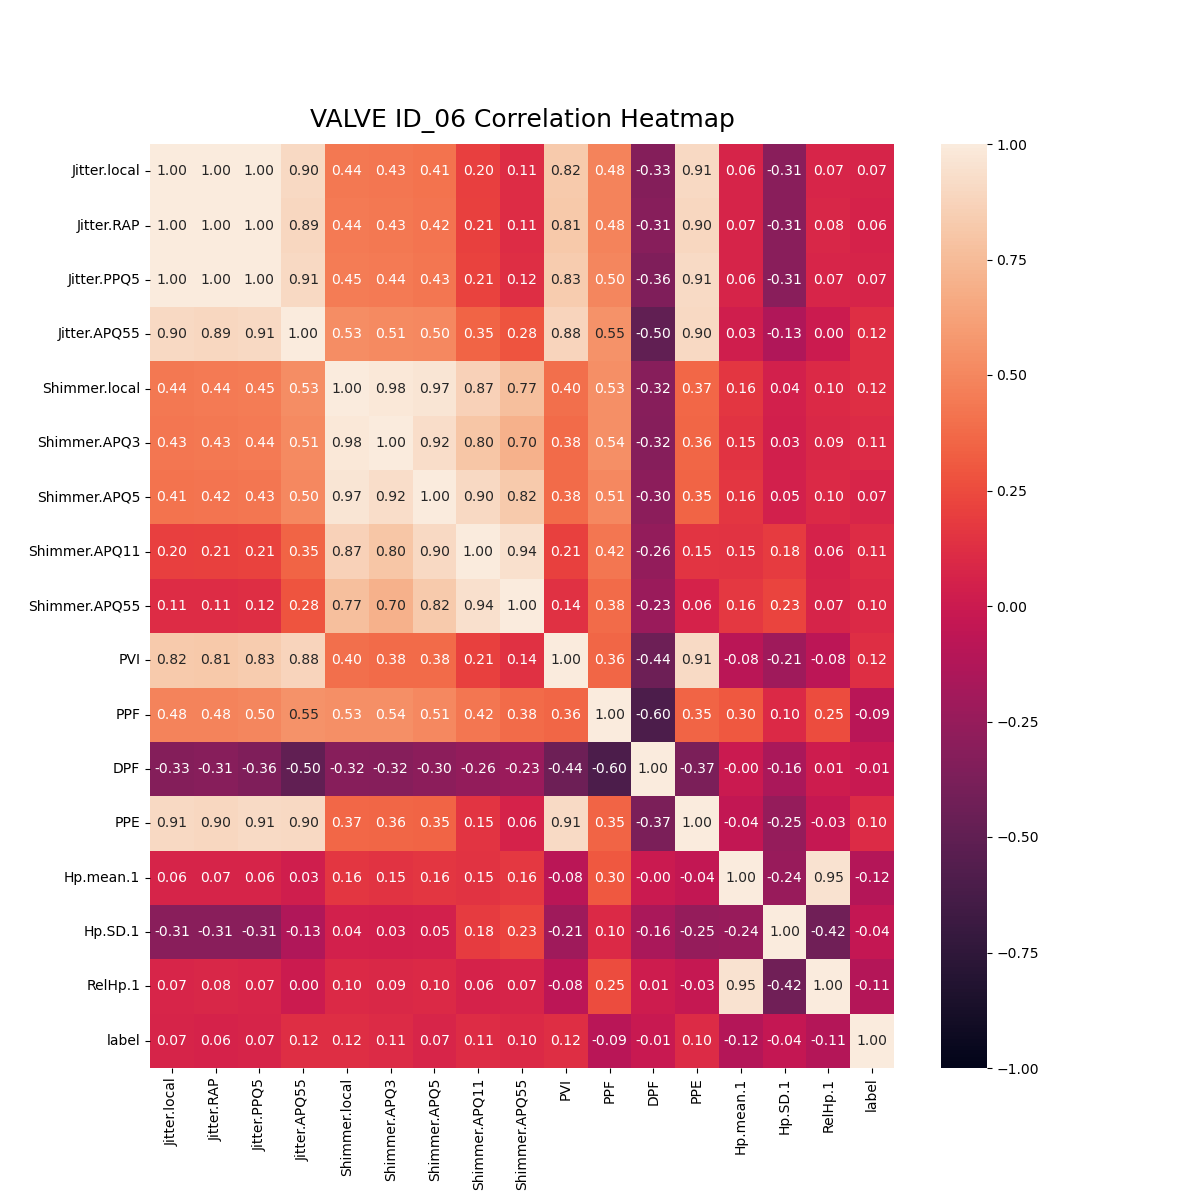 VALVE ID_06 Correlation Heatmap
Jitter.local 1.00 1.00 1.00 0.90 0.44 0.43 0.41 0.20 0.11 0.82 0.48 -0.33 0.91 0.06 -0.31 0.07 0.07
Jitter.RAP 1.00 1.00 1.00 0.89 0.44 0.43 0.42 0.21 0.11 0.81 0.48 -0.31 0.90 0.07 -0.31 0.08 0.06
Jitter.PPQ5 1.00 1.00 1.00 0.91 0.45 0.44 0.43 0.21 0.12 0.83 0.50 -0.36 0.91 0.06 -0.31 0.07 0.07
Jitter.APQ55 0.90 0.89 0.91 1.00 0.53 0.51 0.50 0.35 0.28 0.88 0.55 -0.50 0.90 0.03 -0.13 0.00 0.12
Shimmer.local 0.44 0.44 0.45 0.53 1.00 0.98 0.97 0.87 0.77 0.40 0.53 -0.32 0.37 0.16 0.04 0.10 0.12
Shimmer.APQ3 0.43 0.43 0.44 0.51 0.98 1.00 0.92 0.80 0.70 0.38 0.54 -0.32 0.36 0.15 0.03 0.09 0.11
Shimmer.APQ5 0.41 0.42 0.43 0.50 0.97 0.92 1.00 0.90 0.82 0.38 0.51 -0.30 0.35 0.16 0.05 0.10 0.07
Shimmer.APQ11 0.20 0.21 0.21 0.35 0.87 0.80 0.90 1.00 0.94 0.21 0.42 -0.26 0.15 0.15 0.18 0.06 0.11
Shimmer.APQ55 0.11 0.11 0.12 0.28 0.77 0.70 0.82 0.94 1.00 0.14 0.38 -0.23 0.06 0.16 0.23 0.07 0.10
PVI 0.82 0.81 0.83 0.88 0.40 0.38 0.38 0.21 0.14 1.00 0.36 -0.44 0.91 -0.08 -0.21 -0.08 0.12
PPF 0.48 0.48 0.50 0.55 0.53 0.54 0.51 0.42 0.38 0.36 1.00 -0.60 0.35 0.30 0.10 0.25 -0.09
DPF -0.33 -0.31 -0.36 -0.50 -0.32 -0.32 -0.30 -0.26 -0.23 -0.44 -0.60 1.00 -0.37 -0.00 -0.16 0.01 -0.01
PPE 0.91 0.90 0.91 0.90 0.37 0.36 0.35 0.15 0.06 0.91 0.35 -0.37 1.00 -0.04 -0.25 -0.03 0.10
Hp.mean.1 0.06 0.07 0.06 0.03 0.16 0.15 0.16 0.15 0.16 -0.08 0.30 -0.00 -0.04 1.00 -0.24 0.95 -0.12
Hp.SD.1 -0.31 -0.31 -0.31 -0.13 0.04 0.03 0.05 0.18 0.23 -0.21 0.10 -0.16 -0.25 -0.24 1.00 -0.42 -0.04
RelHp.1 0.07 0.08 0.07 0.00 0.10 0.09 0.10 0.06 0.07 -0.08 0.25 0.01 -0.03 0.95 -0.42 1.00 -0.11
label 0.07 0.06 0.07 0.12 0.12 0.11 0.07 0.11 0.10 0.12 -0.09 -0.01 0.10 -0.12 -0.04 -0.11 1.00
Jitter.local
Jitter.RAP
Jitter.PPQ5
Jitter.APQ55
Shimmer.local
Shimmer.APQ3
Shimmer.APQ5
Shimmer.APQ11
Shimmer.APQ55
PVI
PPF
DPF
PPE
Hp.mean.1
Hp.SD.1
RelHp.1
label
1.00
0.75
0.50
0.25
0.00
−0.25
−0.50
−0.75
−1.00